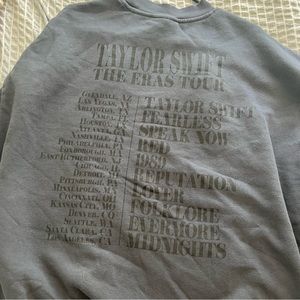 TAYLOR SWIFT
THE ERAS TOUR
GLENDALE, AZ
LAS VEGAS, NV
ARLINGTON, TX
TAMPA, FL
HOUSTON, TX
ATLANTA, GA
NASHVILLE, TN
PHILADELPHIA, PA
FOXBOROUGH, MA
EAST RUTHERFORD, NJ
CHICAGO, IL
DETROIT, MI
PITTSBURGH, PA
MINNEAPOLIS, MN
CINCINNATI, OH
KANSAS CITY, MO
DENVER, CO
SEATTLE, WA
SANTA CLARA, CA
LOS ANGELES, CA
TAYLOR SWIFT
FEARLESS
SPEAK NOW
RED
1989
REPUTATION
LOVER
FOLKLORE
EVERMORE
MIDNIGHTS